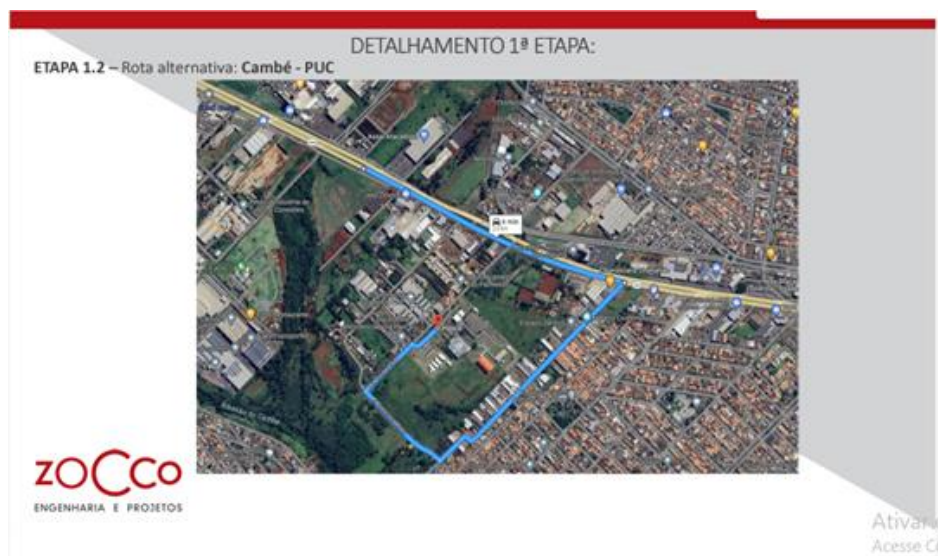 DETALHAMENTO 1ª ETAPA:
ETAPA 1.2 – Rota alternativa: Cambé - PUC
ZOCCO
ENGENHARIA E PROJETOS
Ativar
Acesse C